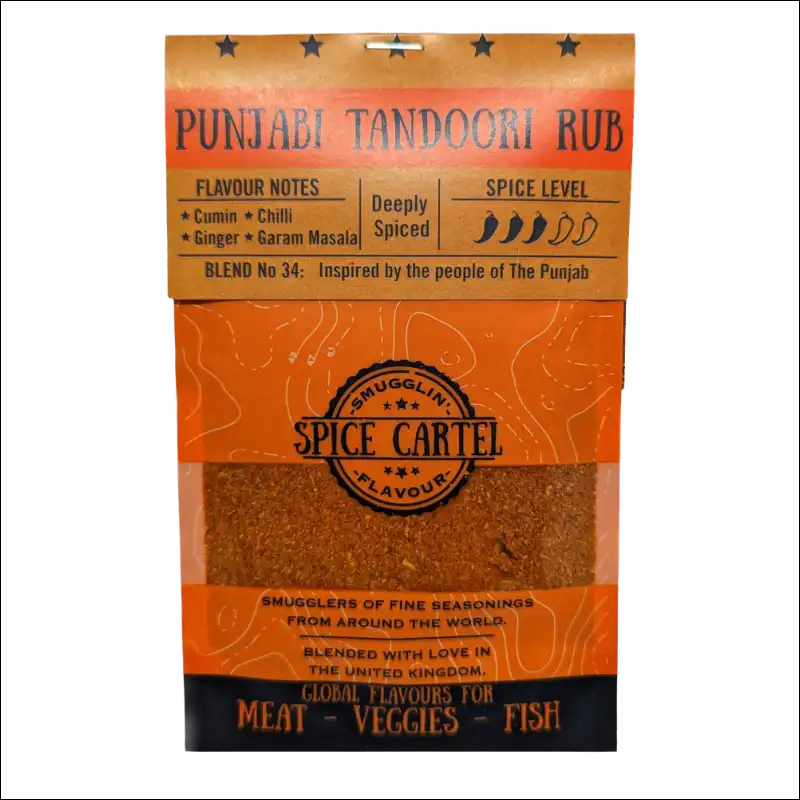 PUNJABI TANDOORI RUB
FLAVOUR NOTES
★ Cumin ★ Chilli
★ Ginger ★ Garam Masala
Deeply
Spiced
SPICE LEVEL
BLEND No 34: Inspired by the people of The Punjab
-SMUGGLIN'-
SPICE CARTEL
-FLAVOUR-
SMUGGLERS OF FINE SEASONINGS
FROM AROUND THE WORLD.
BLENDED WITH LOVE IN
THE UNITED KINGDOM.
GLOBAL FLAVOURS FOR
MEAT - VEGGIES - FISH